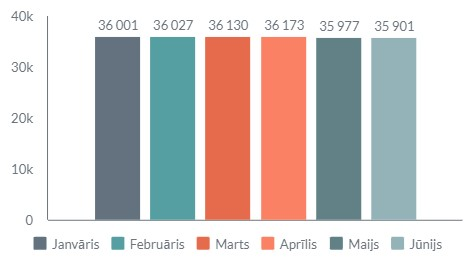 40k
36 001 36 027 36 130 36 173 35 977 35 901
30k
20k
10k
0
Janvāris Februāris Marts Aprīlis Maijs Jūnijs